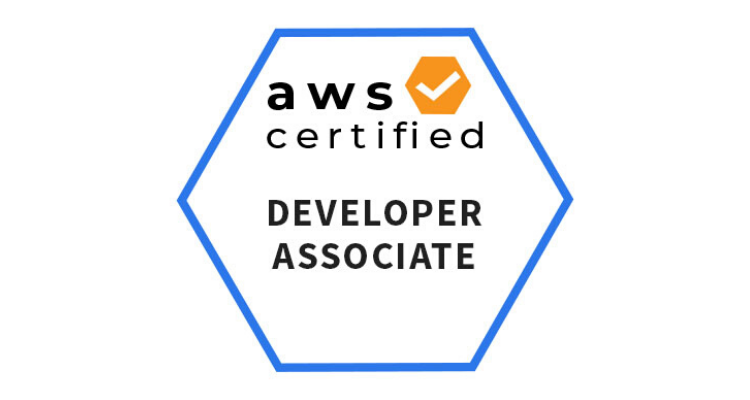 aws
certified
DEVELOPER
ASSOCIATE